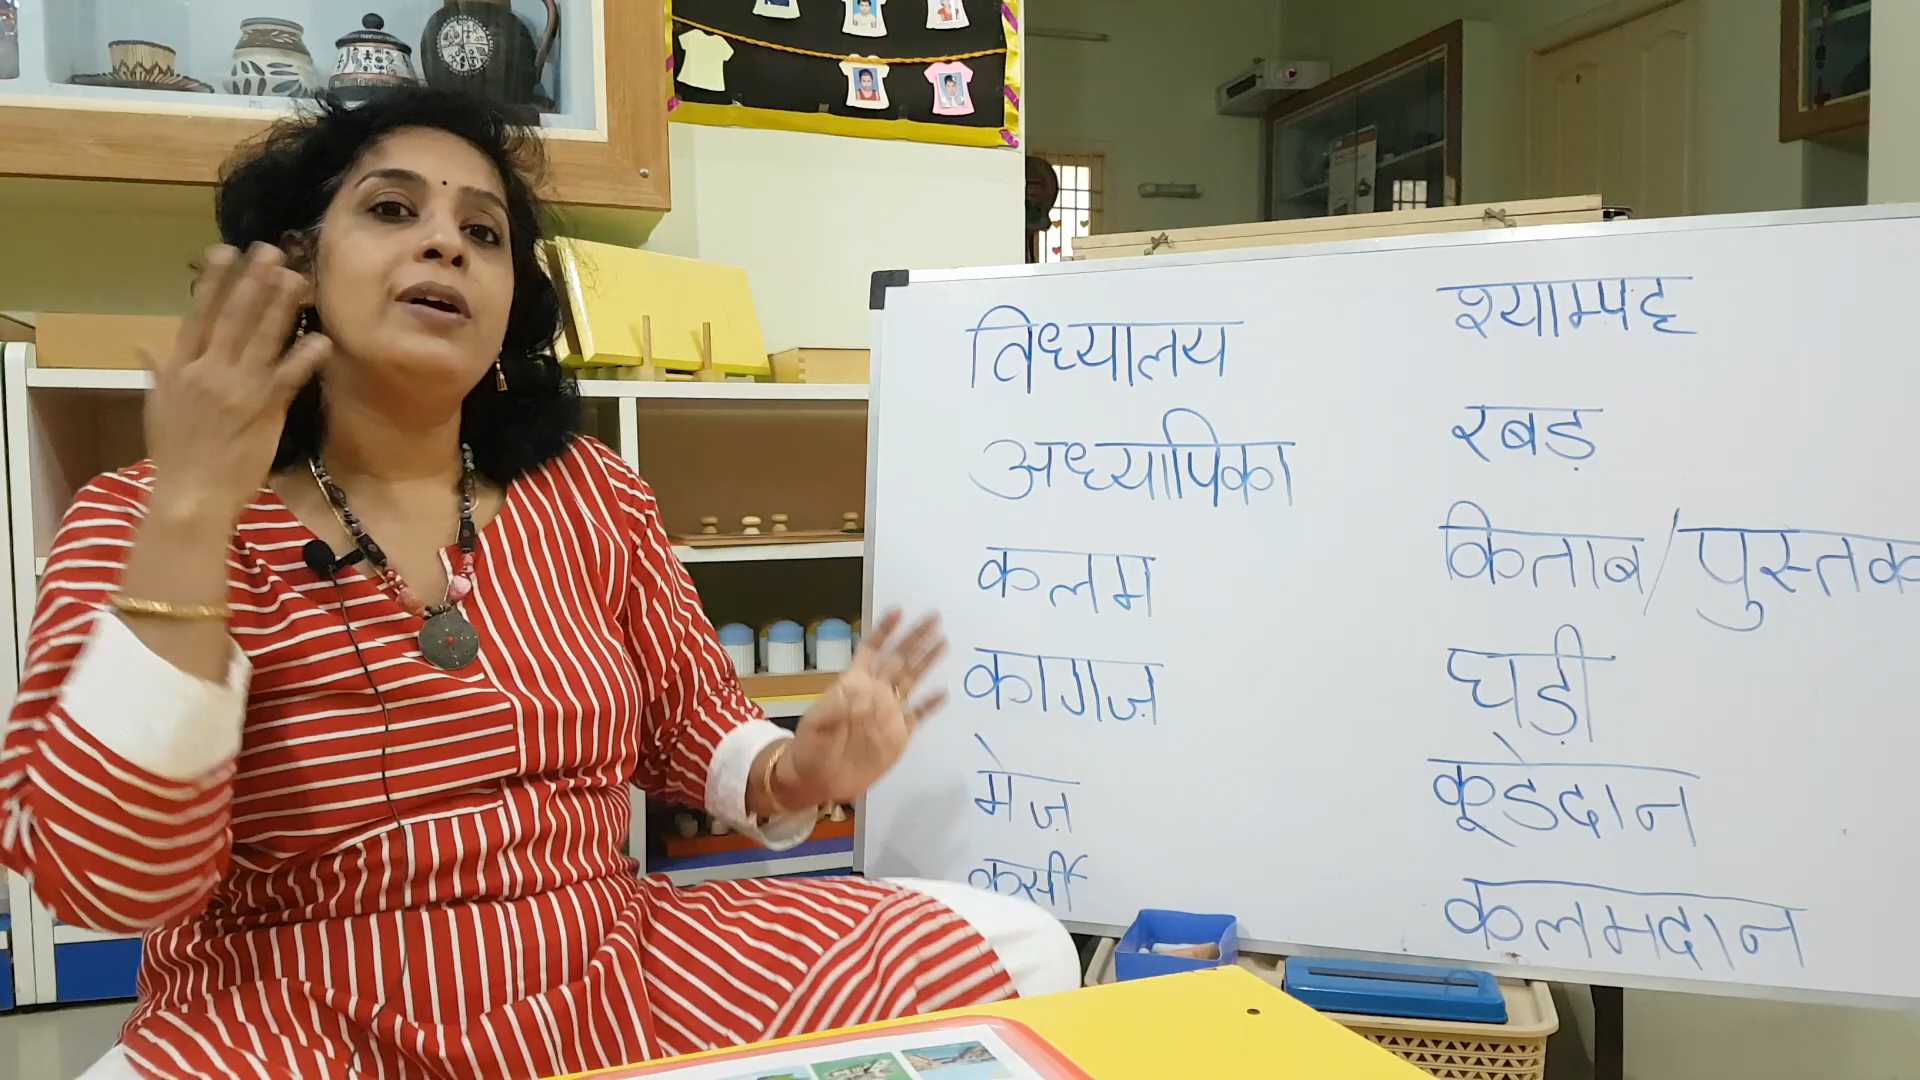 विध्यालय
अध्यापिका
कलम
कागज़
मेज़
कुर्सी
श्यामपट्ट
रबड़
किताब/पुस्तक
घड़ी
कूड़ेदान
कलमदान